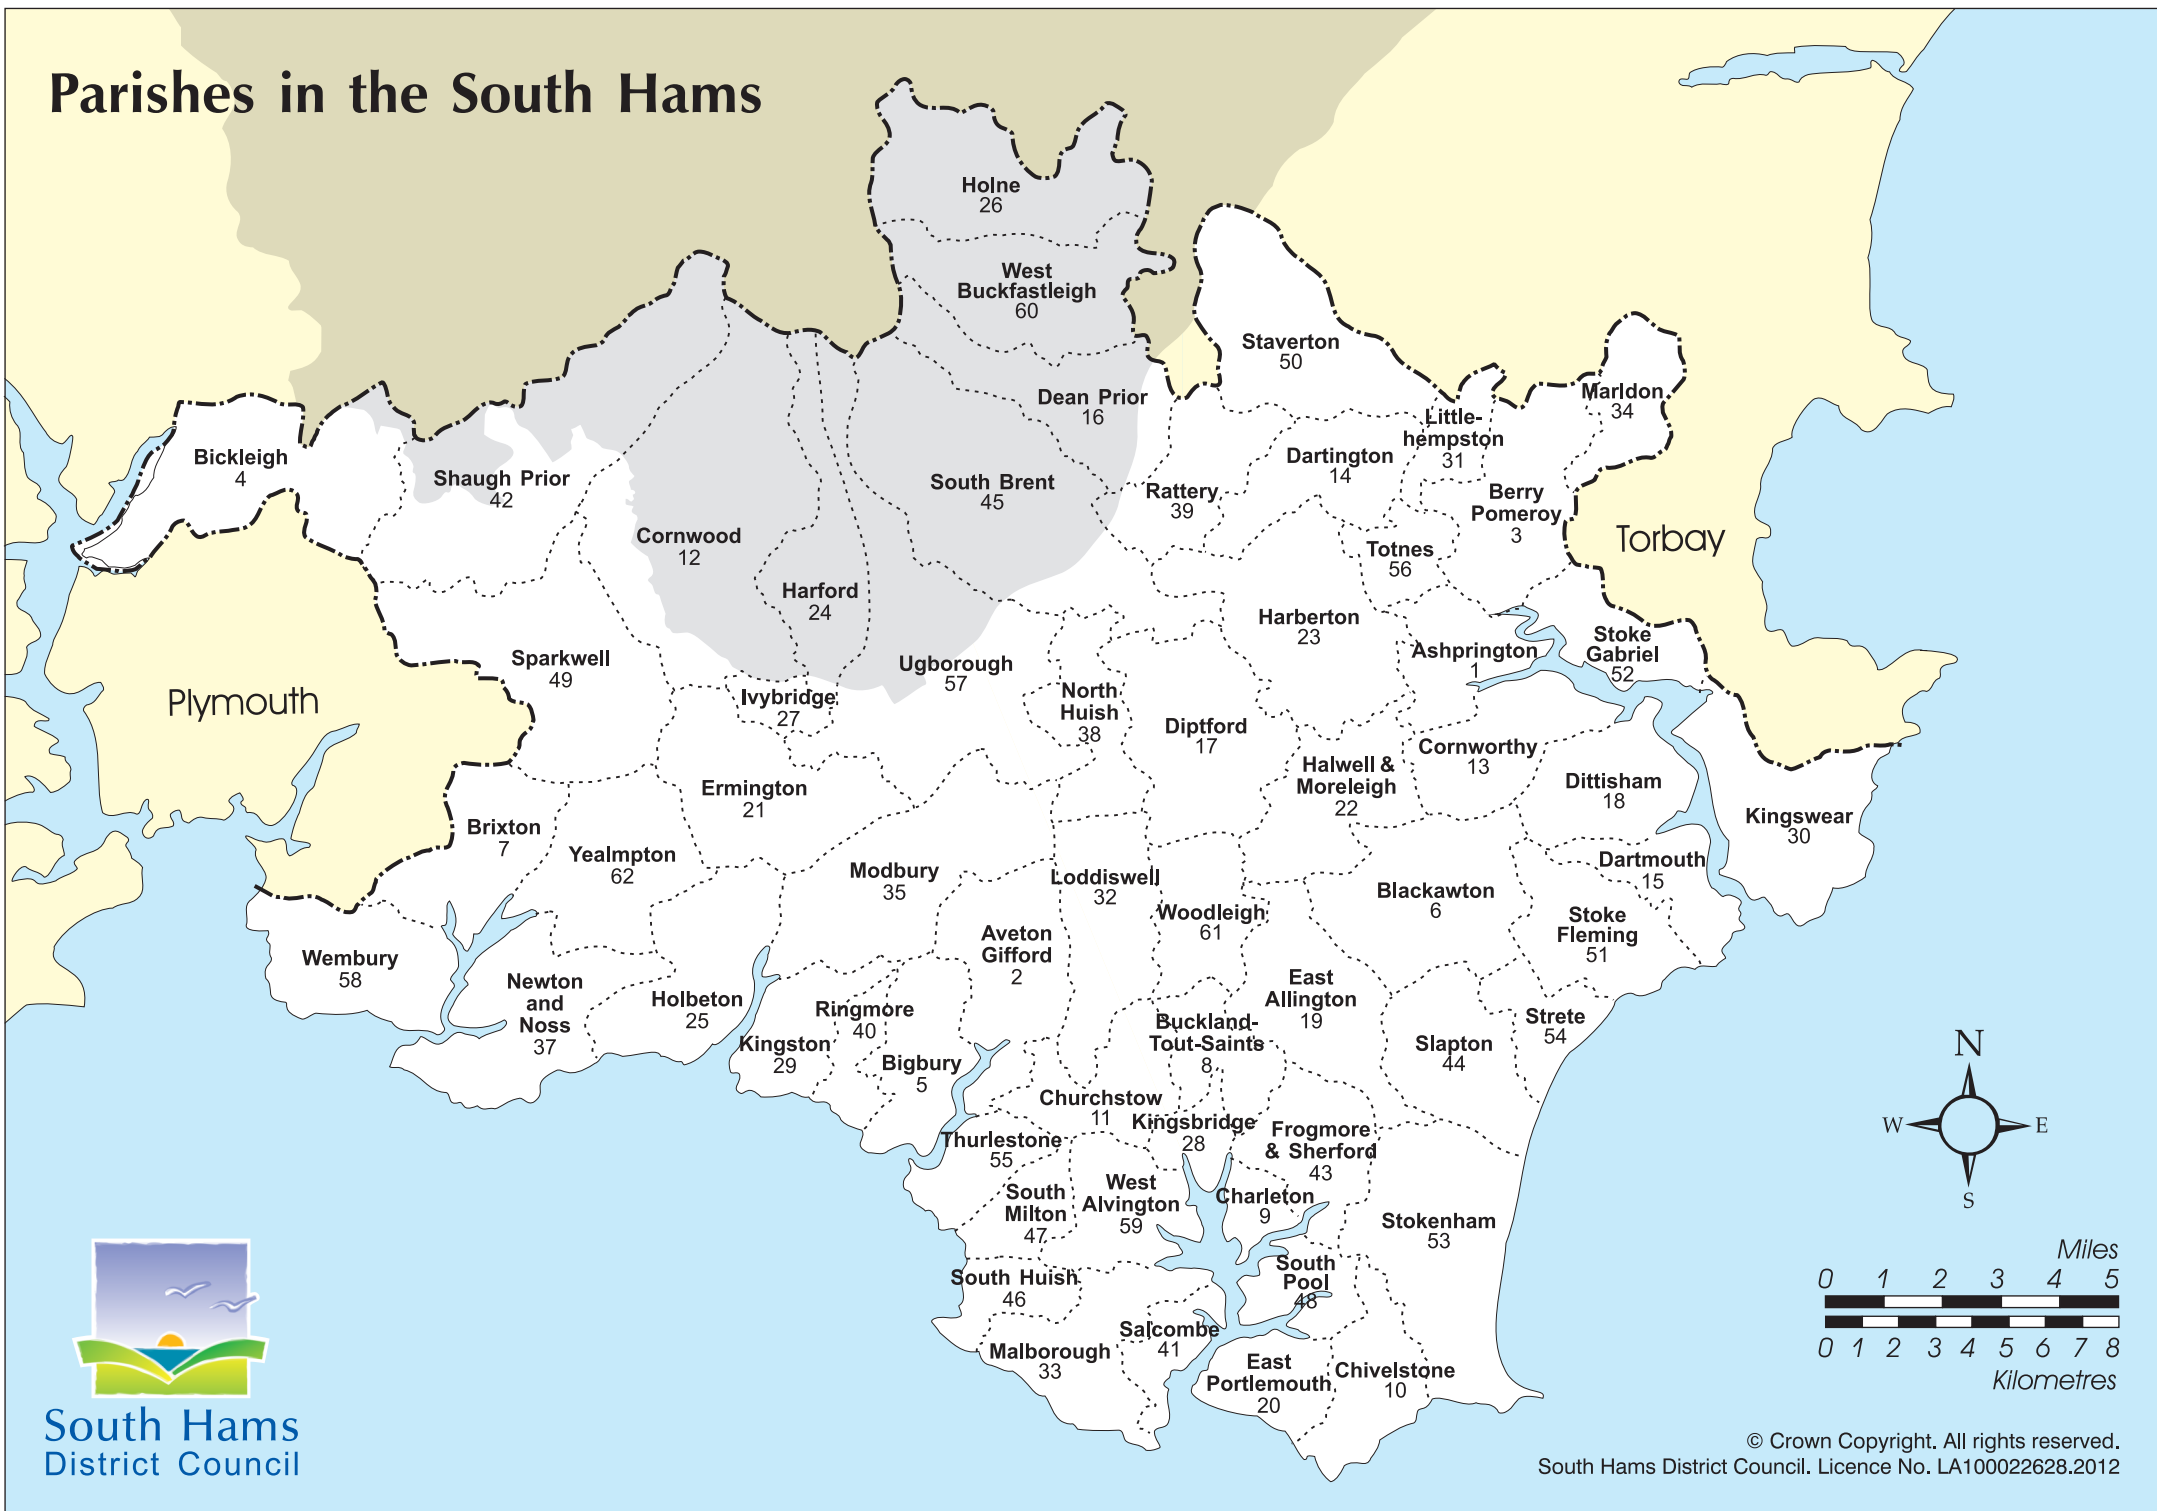 Parishes in the South Hams
Holne
26
West
Buckfastleigh
60
Staverton
50
Dean Prior
16
Marldon
34
Little-
hempston
31
Bickleigh
4
Shaugh Prior
42
South Brent
45
Dartington
14
Rattery
39
Berry
Pomeroy
3
Torbay
Cornwood
12
Totnes
56
Harford
24
Harberton
23
Stoke
Gabriel
52
Ashprington
1
Sparkwell
49
Ugborough
57
Plymouth
Ivybridge
27
North
Huish
38
Diptford
17
Cornworthy
13
Halwell &
Moreleigh
22
Dittisham
18
Ermington
21
Kingswear
30
Brixton
7
Yealmpton
62
Modbury
35
Loddiswell
32
Dartmouth
15
Blackawton
6
Woodleigh
61
Stoke
Fleming
51
Aveton
Gifford
2
Wembury
58
Newton
and
Noss
37
Holbeton
25
East
Allington
19
Ringmore
40
Kingston
29
Bigbury
5
Buckland-
Tout-Saints
8
Strete
54
Slapton
44
Churchstow
11
Kingsbridge
28
Frogmore
& Sherford
43
Thurlestone
55
West
Alvington
59
South
Milton
47
Charleton
9
Stokenham
53
South Huish
46
South
Pool
48
Salcombe
41
Malborough
33
East
Portlemouth
20
Chivelstone
10
N
W
E
S
Miles
0 1 2 3 4 5
0 1 2 3 4 5 6 7 8
Kilometres
South Hams
District Council
© Crown Copyright. All rights reserved.
South Hams District Council. Licence No. LA100022628.2012